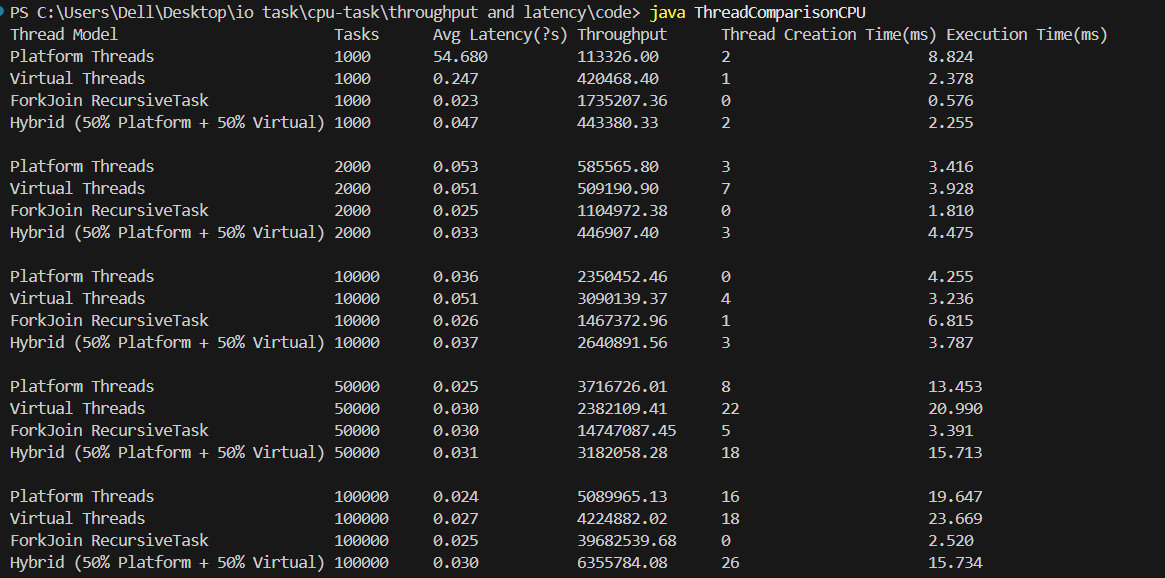 PS C:\Users\Dell\Desktop\io task\cpu-task\throughput and latency\code> java ThreadComparisonCPU
Thread Model Tasks Avg Latency(?s) Throughput Thread Creation Time(ms) Execution Time(ms)
Platform Threads 1000 54.680 113326.00 2 8.824
Virtual Threads 1000 0.247 420468.40 1 2.378
ForkJoin RecursiveTask 1000 0.023 1735207.36 0 0.576
Hybrid (50% Platform + 50% Virtual) 1000 0.047 443380.33 2 2.255
Platform Threads 2000 0.053 585565.80 3 3.416
Virtual Threads 2000 0.051 509190.90 7 3.928
ForkJoin RecursiveTask 2000 0.025 1104972.38 0 1.810
Hybrid (50% Platform + 50% Virtual) 2000 0.033 446907.40 3 4.475
Platform Threads 10000 0.036 2350452.46 0 4.255
Virtual Threads 10000 0.051 3090139.37 4 3.236
ForkJoin RecursiveTask 10000 0.026 1467372.96 1 6.815
Hybrid (50% Platform + 50% Virtual) 10000 0.037 2640891.56 3 3.787
Platform Threads 50000 0.025 3716726.01 8 13.453
Virtual Threads 50000 0.030 2382109.41 22 20.990
ForkJoin RecursiveTask 50000 0.030 14747087.45 5 3.391
Hybrid (50% Platform + 50% Virtual) 50000 0.031 3182058.28 18 15.713
Platform Threads 100000 0.024 5089965.13 16 19.647
Virtual Threads 100000 0.027 4224882.02 18 23.669
ForkJoin RecursiveTask 100000 0.025 39682539.68 0 2.520
Hybrid (50% Platform + 50% Virtual) 100000 0.030 6355784.08 26 15.734